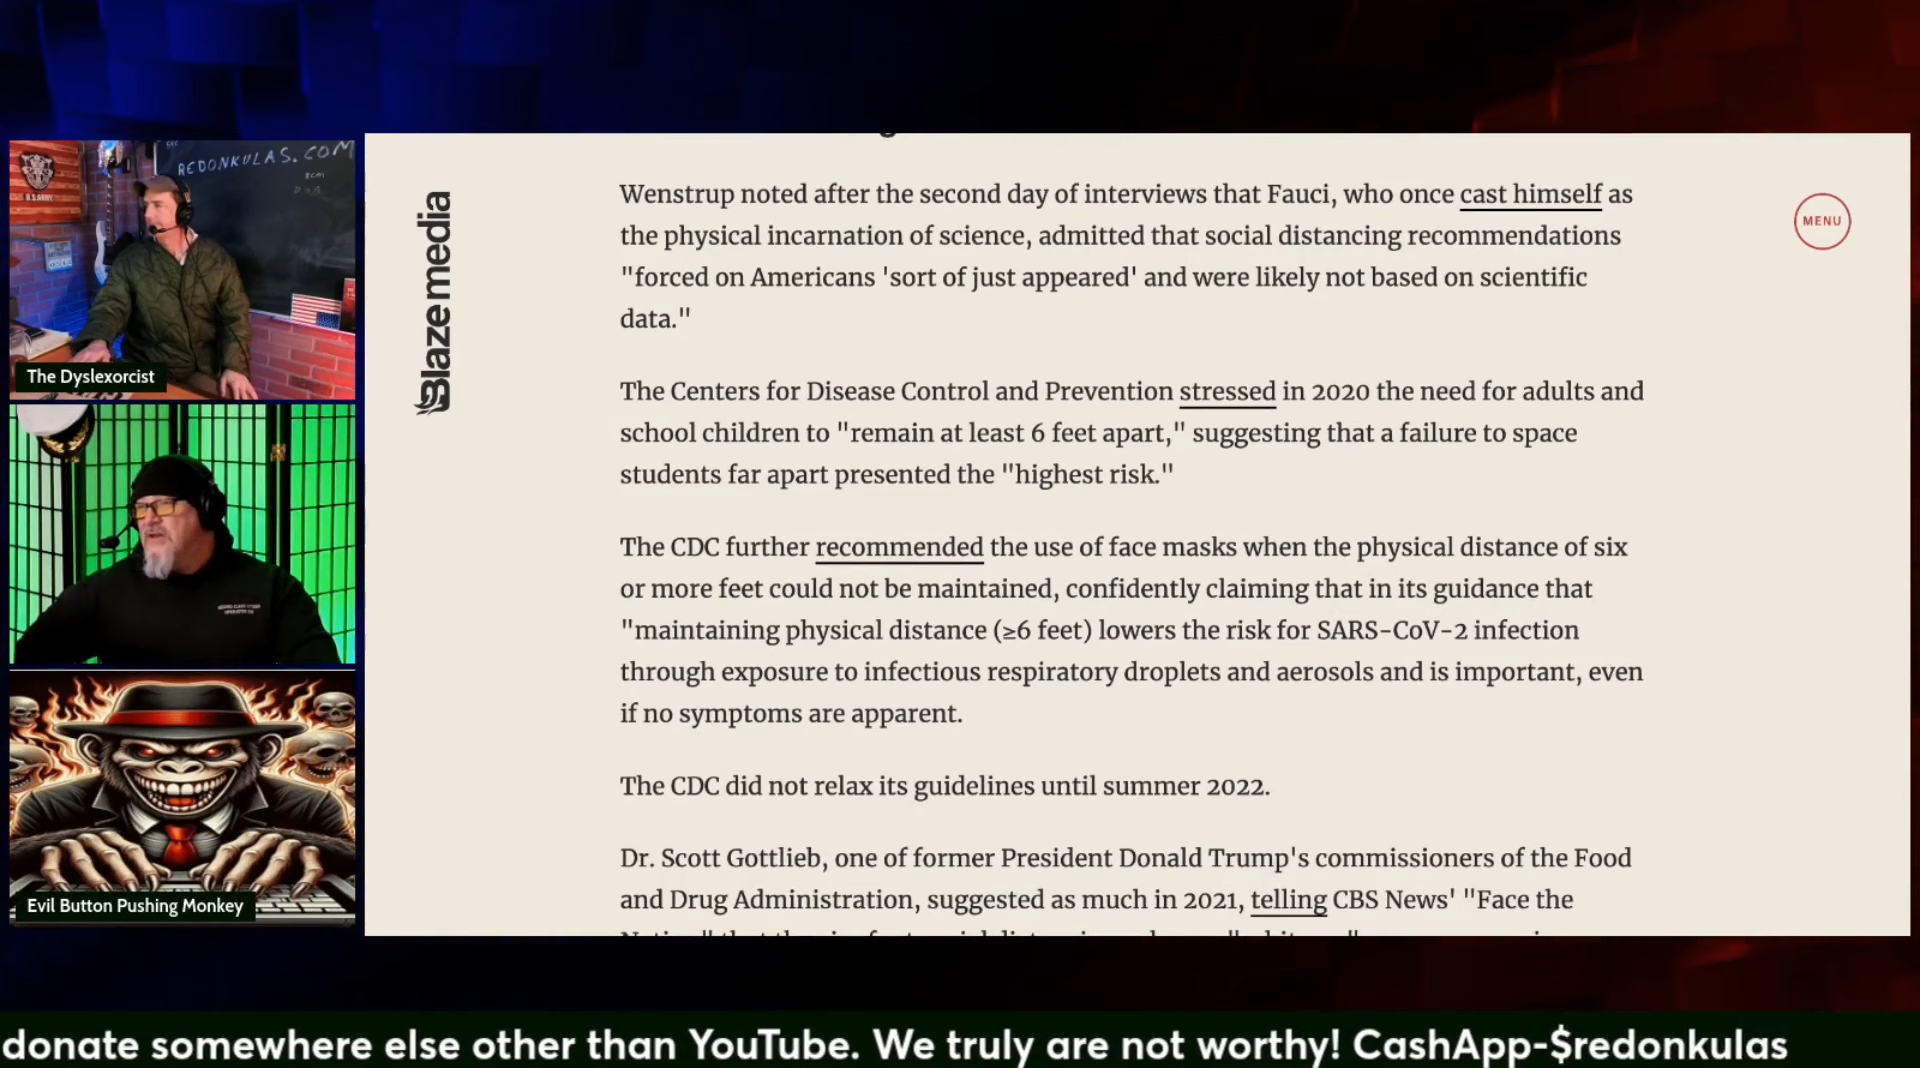 REDONKULAS.COM
U.S. ARMY
The Dyslexorcist
Evil Button Pushing Monkey
Blaze media
MENU
Wenstrup noted after the second day of interviews that Fauci, who once cast himself as
the physical incarnation of science, admitted that social distancing recommendations
"forced on Americans 'sort of just appeared' and were likely not based on scientific
data."
The Centers for Disease Control and Prevention stressed in 2020 the need for adults and
school children to "remain at least 6 feet apart," suggesting that a failure to space
students far apart presented the "highest risk."
The CDC further recommended the use of face masks when the physical distance of six
or more feet could not be maintained, confidently claiming that in its guidance that
"maintaining physical distance (≥6 feet) lowers the risk for SARS-CoV-2 infection
through exposure to infectious respiratory droplets and aerosols and is important, even
if no symptoms are apparent.
The CDC did not relax its guidelines until summer 2022.
Dr. Scott Gottlieb, one of former President Donald Trump's commissioners of the Food
and Drug Administration, suggested as much in 2021, telling CBS News' "Face the
donate somewhere else other than YouTube. We truly are not worthy! CashApp-$redonkulas